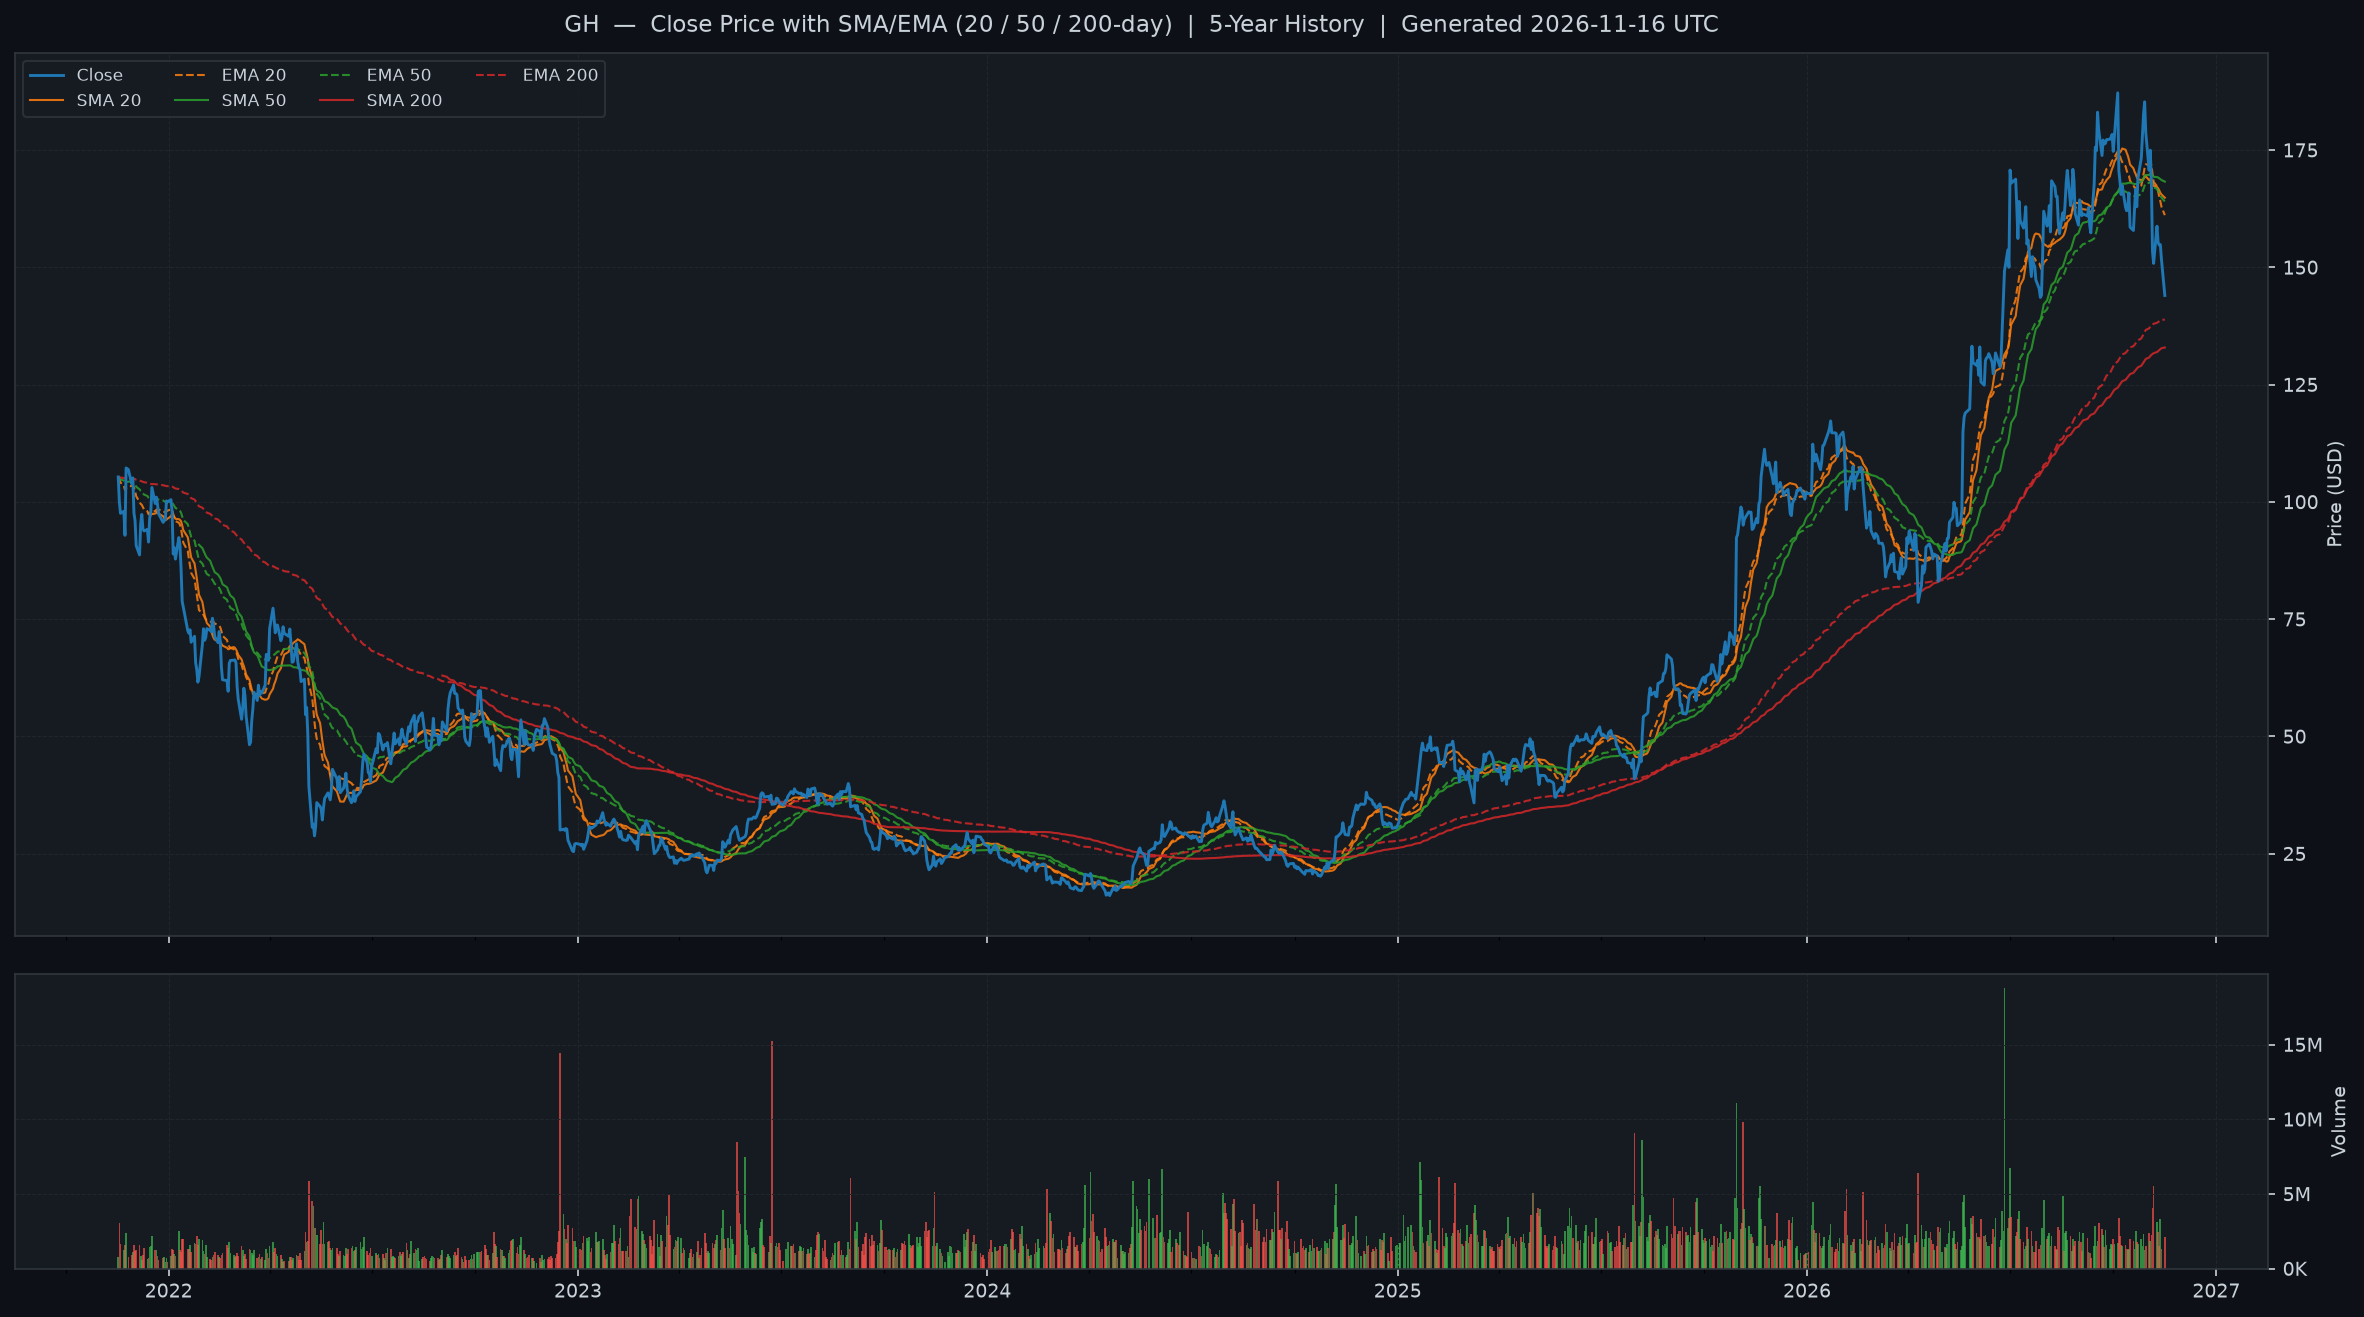 GH — Close Price with SMA/EMA (20 / 50 / 200-day) | 5-Year History | Generated 2026-11-16 UTC
Close EMA 20 EMA 50 EMA 200
SMA 20 SMA 50 SMA 200
175
150
125
100
75
50
25
Price (USD)
15M
10M
5M
0K
Volume
2022 2023 2024 2025 2026 2027